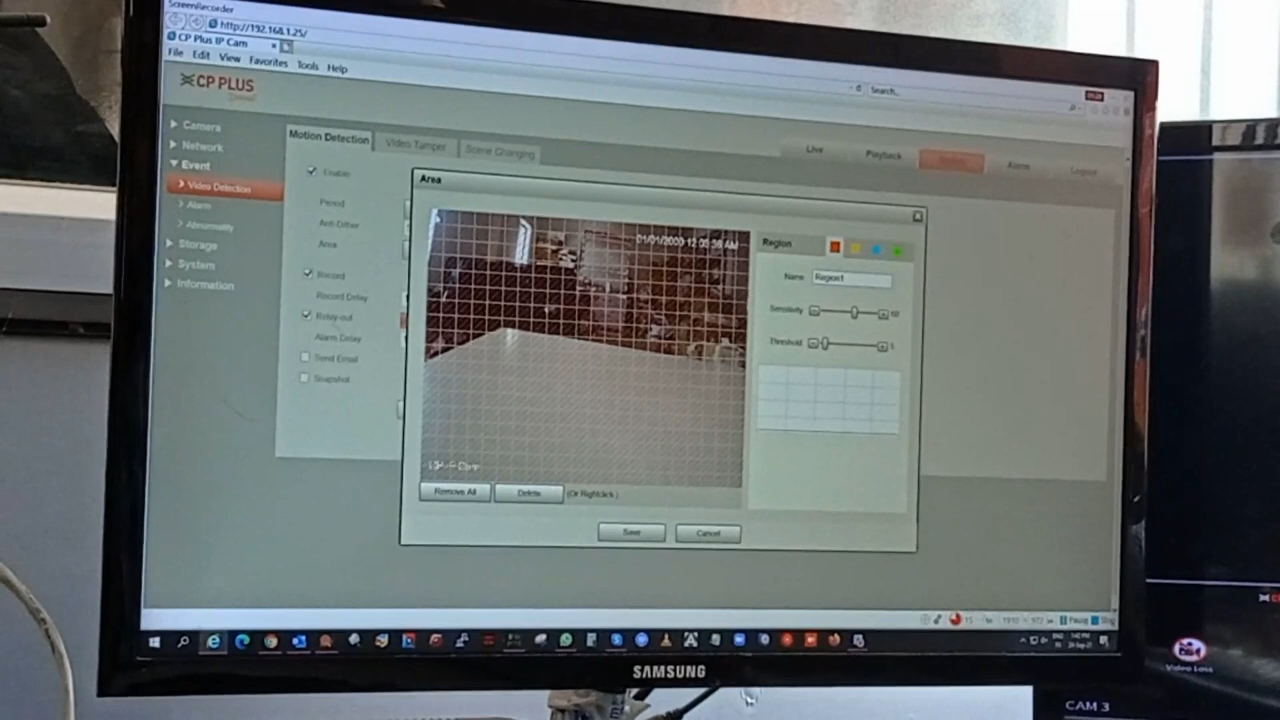 ScreenRecorder
http://192.168.1.25/
CP Plus IP Cam
File Edit View Favorites Tools Help
Search...
CP PLUS
Camera
Network
Event
Video Detection
Alarm
Abnormality
Storage
System
Information
Motion Detection
Video Tamper
Scene Changing
Live
Playback
Alarm
Logout
Enable
Period
Anti-Dither
Area
Record
Record Delay
Relay-out
Alarm Delay
Send Email
Snapshot
Area
01/01/2000 12:05:36 AM
Region
Name Region1
Sensitivity 60
Threshold 5
Remove All
Delete
(Or Rightclick)
Save
Cancel
SAMSUNG
Video Loss
CAM 3